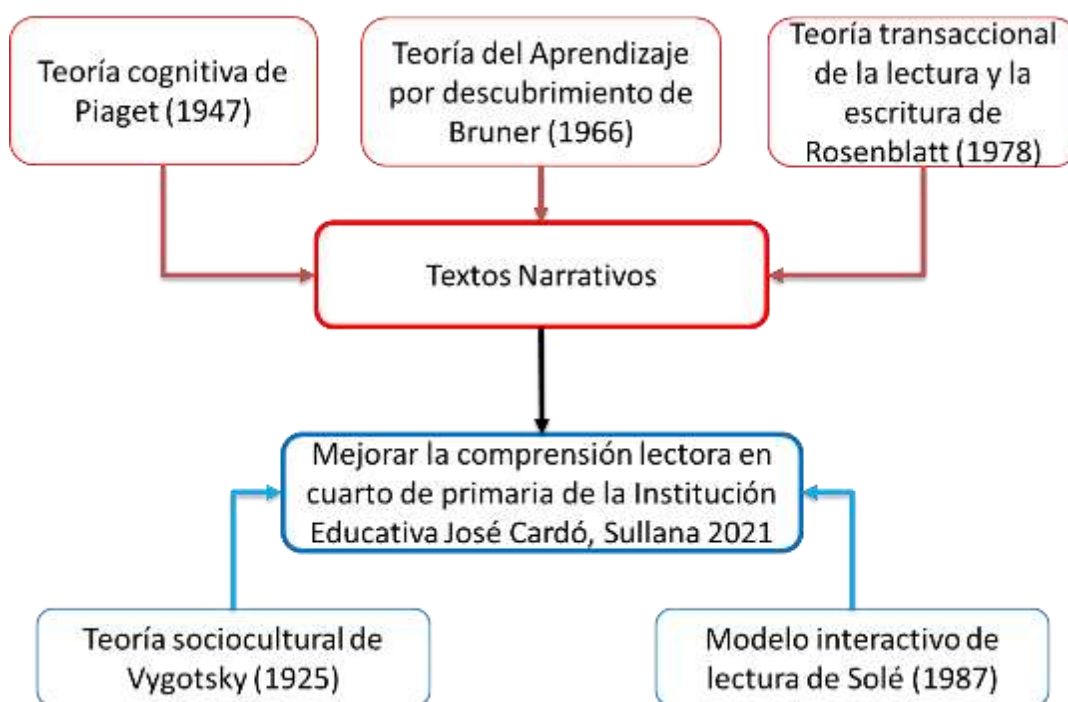 Teoría cognitiva de
Piaget (1947)
Teoría del Aprendizaje
por descubrimiento de
Bruner (1966)
Teoría transaccional
de la lectura y la
escritura de
Rosenblatt (1978)
Textos Narrativos
Mejorar la comprensión lectora en
cuarto de primaria de la Institución
Educativa José Cardó, Sullana 2021
Teoría sociocultural de
Vygotsky (1925)
Modelo interactivo de
lectura de Solé (1987)